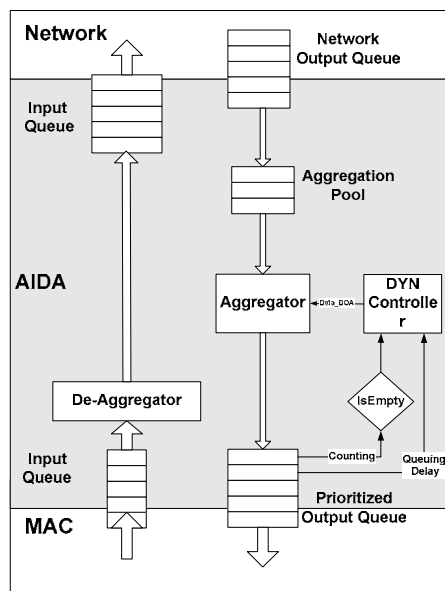 Network
Network
Output Queue
Input
Queue
Aggregation
Pool
AIDA
Aggregator
DYN
Controlle
r
De-Aggregator
IsEmpty
Input
Queue
Counting
Queuing
Delay
Prioritized
Output Queue
MAC